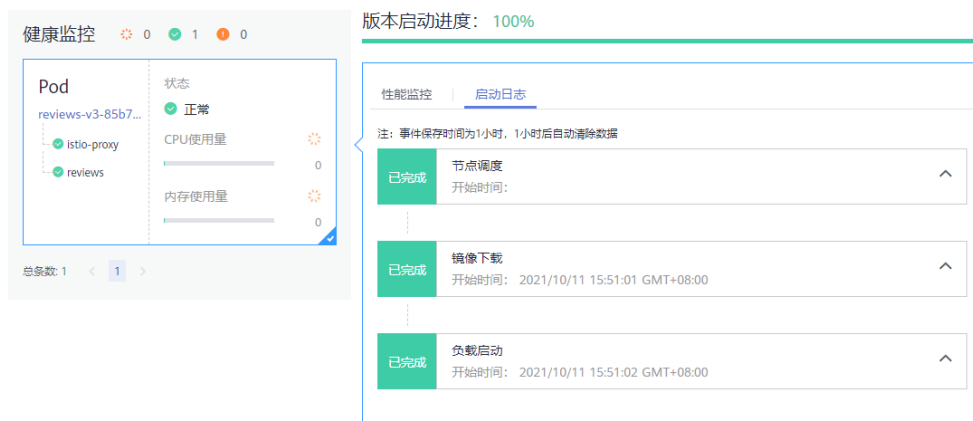 健康监控 0 1 0
Pod
reviews-v3-85b7...
istio-proxy
reviews
状态
正常
CPU使用量
0
内存使用量
0
总条数: 1 < 1 >
版本启动进度： 100%
性能监控 启动日志
注：事件保存时间为1小时，1小时后自动清除数据
已完成
节点调度
开始时间：
已完成
镜像下载
开始时间： 2021/10/11 15:51:01 GMT+08:00
已完成
负载启动
开始时间： 2021/10/11 15:51:02 GMT+08:00